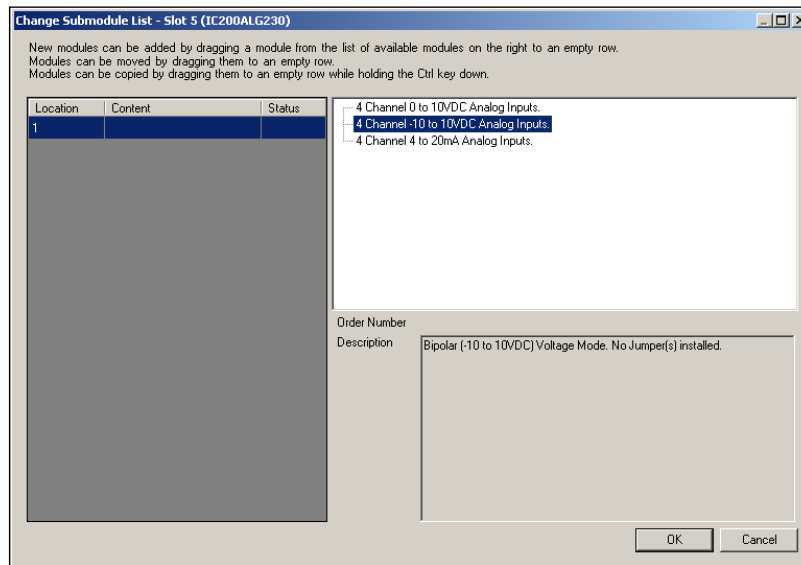 Change Submodule List - Slot 5 (IC200ALG230)
New modules can be added by dragging a module from the list of available modules on the right to an empty row.
Modules can be moved by dragging them to an empty row.
Modules can be copied by dragging them to an empty row while holding the Ctrl key down.
Location Content Status
1
4 Channel 0 to 10VDC Analog Inputs.
4 Channel -10 to 10VDC Analog Inputs.
4 Channel 4 to 20mA Analog Inputs.
Order Number
Description
Bipolar (-10 to 10VDC) Voltage Mode. No Jumper(s) installed.
OK Cancel